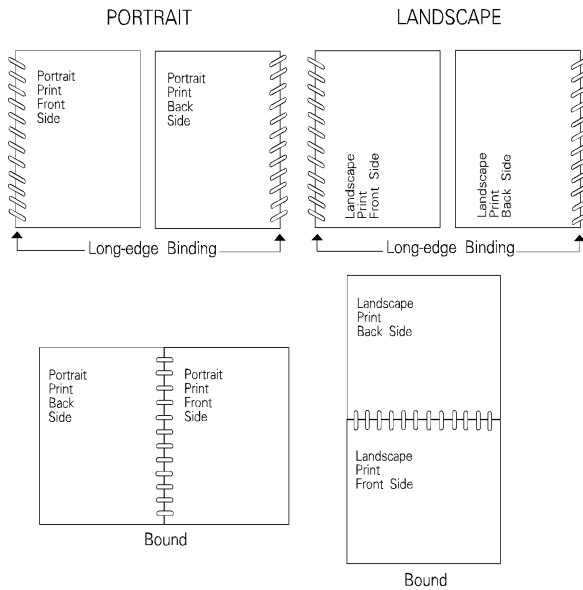 PORTRAIT
LANDSCAPE
Portrait
Print
Front
Side
Portrait
Print
Back
Side
Landscape
Print
Front Side
Landscape
Print
Back Side
Long-edge Binding
Long-edge Binding
Portrait
Print
Back
Side
Portrait
Print
Front
Side
Bound
Landscape
Print
Back Side
Landscape
Print
Front Side
Bound